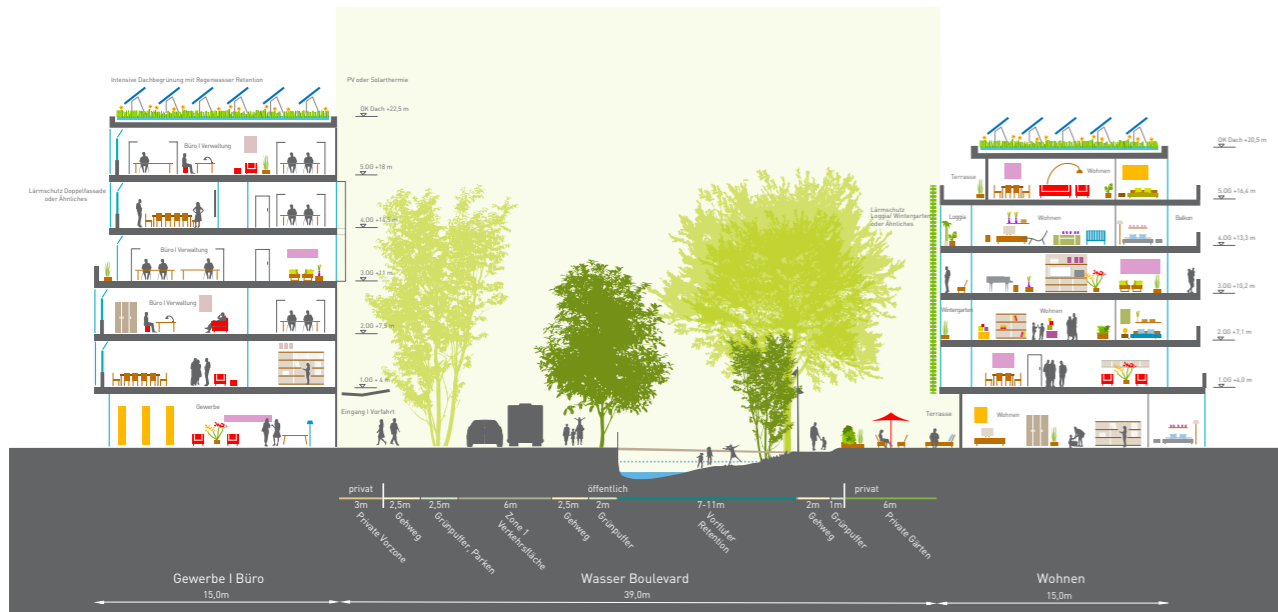 Intensive Dachbegrünung mit Regenwasser Retention
PV oder Solarthermie
OK Dach +22,5 m
Büro I Verwaltung
5.OG +18 m
Lärmschutz Doppelfassade
oder Ähnliches
4.OG +14,5 m
Büro I Verwaltung
3.OG +11 m
Büro I Verwaltung
2.OG +7,5 m
1.OG + 4 m
Gewerbe
Eingang I Vorfahrt
Lärmschutz
Loggia/ Wintergarten
oder Ähnliches
OK Dach +20,5 m
Terrasse
Wohnen
5.OG +16,4 m
Loggia
Wohnen
Balkon
4.OG +13,3 m
3.OG +10,2 m
Wintergarten
Wohnen
2.OG +7,1 m
1.OG +4,0 m
Terrasse
Wohnen
privat
öffentlich
privat
3m
2,5m
2,5m
6m
2,5m
2m
7-11m
2m
1m
6m
Private Vorzone
Gehweg
Grünpuffer, Parken
Zone 1
Verkehrsfläche
Gehweg
Grünpuffer
Vorfluter
Retention
Gehweg
Grünpuffer
Private Gärten
Gewerbe I Büro
15,0m
Wasser Boulevard
39,0m
Wohnen
15,0m